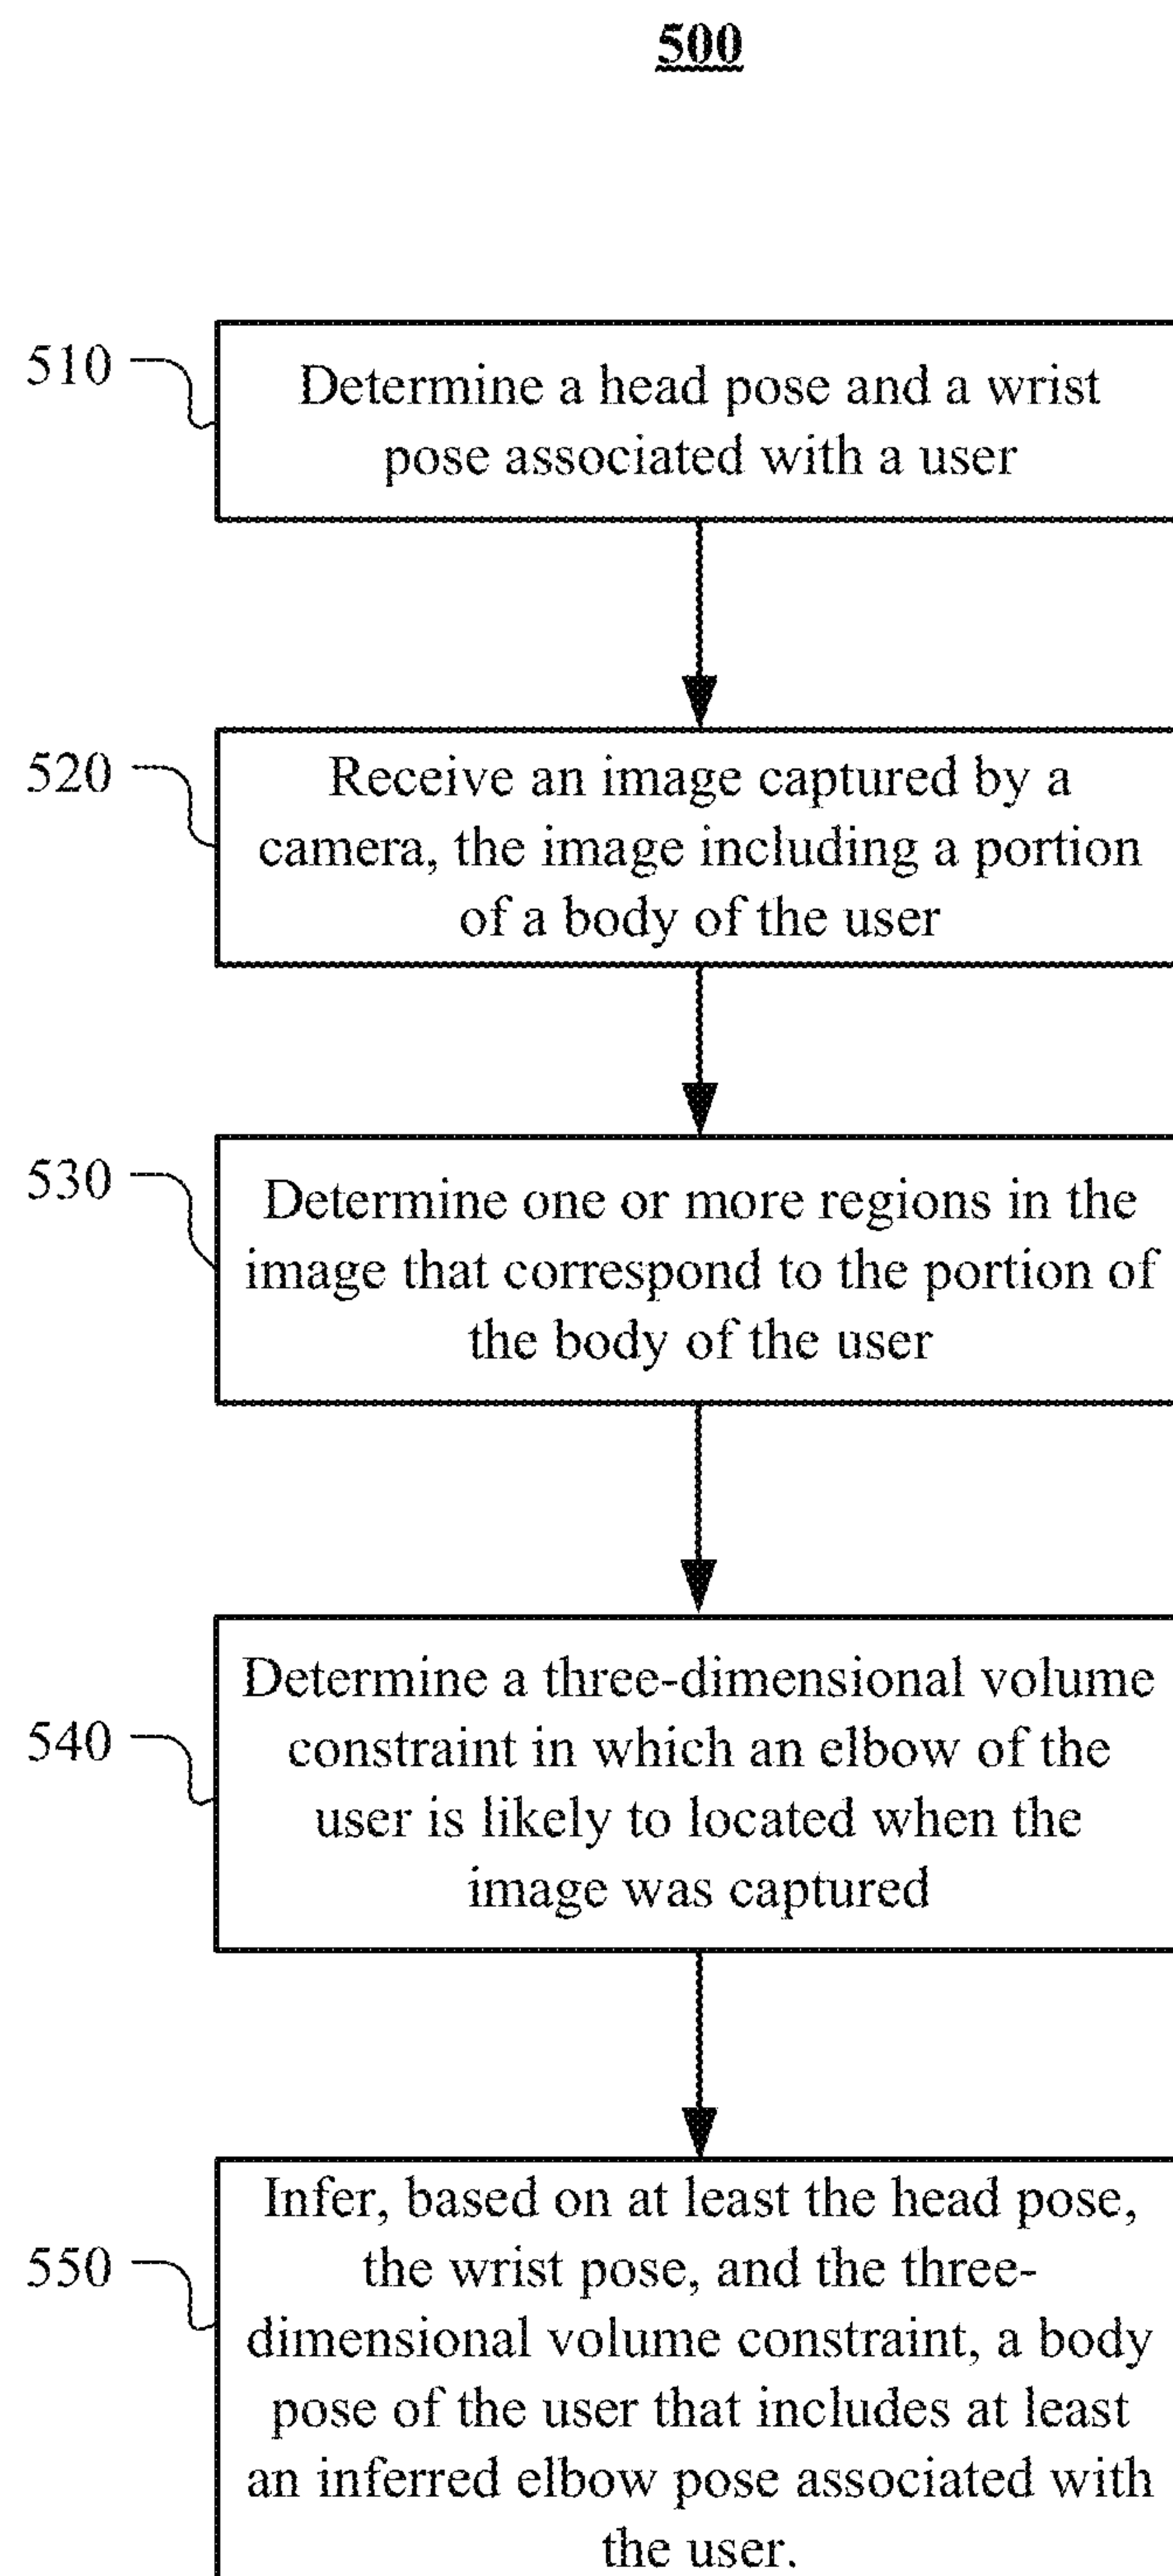 500
510
Determine a head pose and a wrist
pose associated with a user
520
Receive an image captured by a
camera, the image including a portion
of a body of the user
530
Determine one or more regions in the
image that correspond to the portion of
the body of the user
540
Determine a three-dimensional volume
constraint in which an elbow of the
user is likely to located when the
image was captured
550
Infer, based on at least the head pose,
the wrist pose, and the three-
dimensional volume constraint, a body
pose of the user that includes at least
an inferred elbow pose associated with
the user.